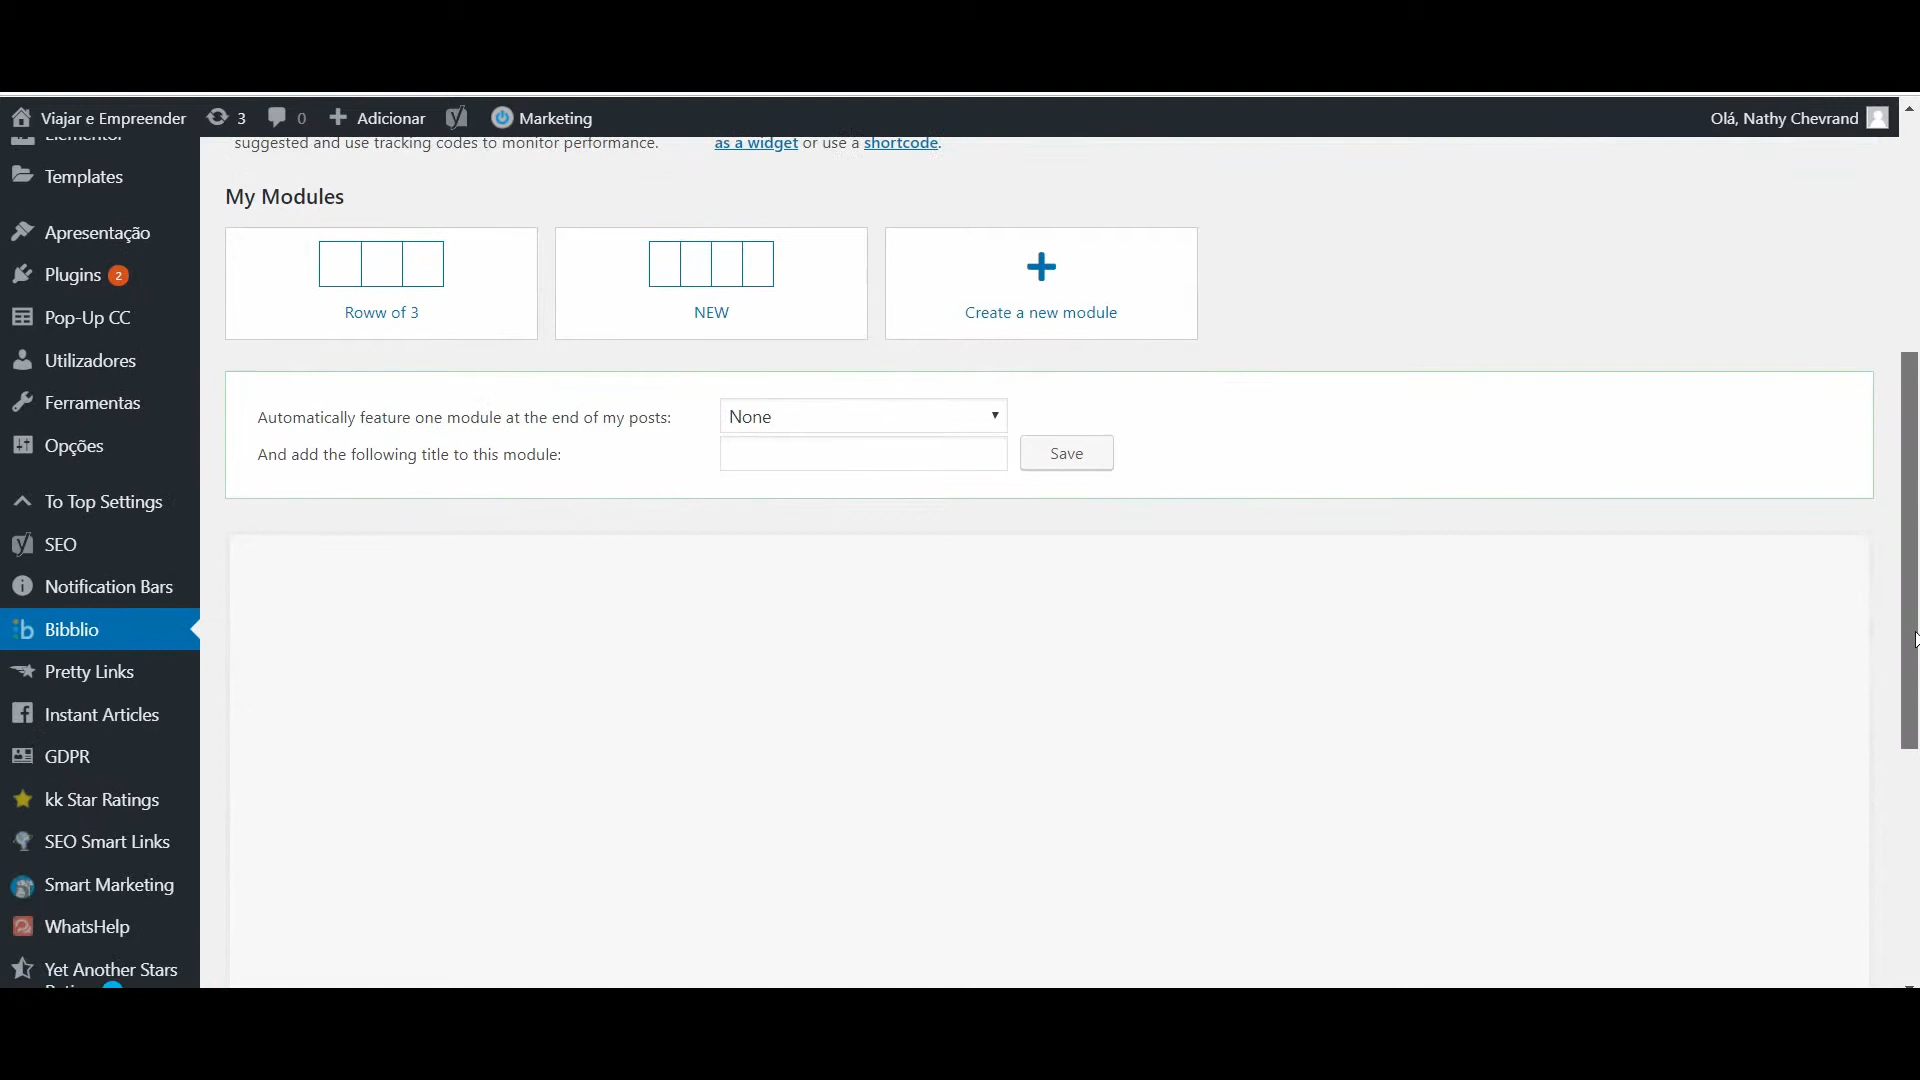 Viajar e Empreender 3 0 Adicionar Marketing Olá, Nathy Chevrand
Elementor
suggested and use tracking codes to monitor performance. as a widget or use a shortcode.
Templates
My Modules
Apresentação
Plugins 2
Pop-Up CC
Roww of 3 NEW Create a new module
Utilizadores
Ferramentas
Automatically feature one module at the end of my posts: None
Opções
And add the following title to this module: Save
To Top Settings
SEO
Notification Bars
Bibblio
Pretty Links
Instant Articles
GDPR
kk Star Ratings
SEO Smart Links
Smart Marketing
WhatsHelp
Yet Another Stars